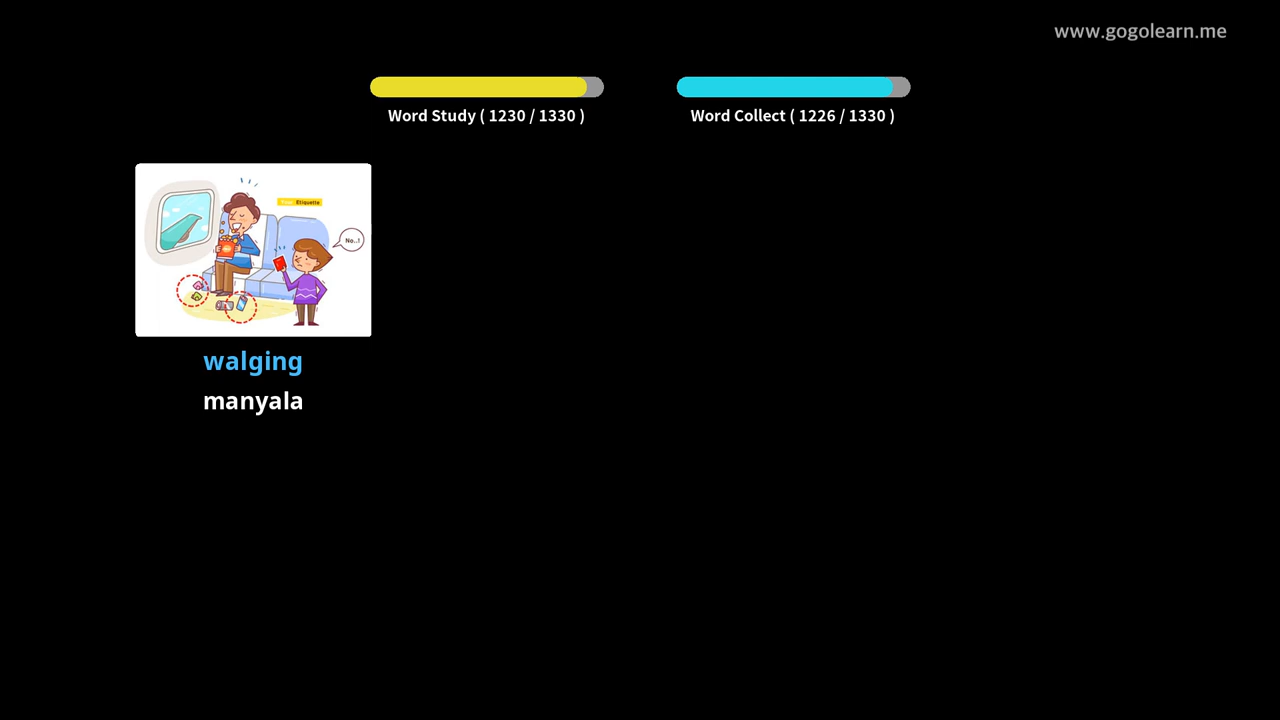 www.gogolearn.me
Word Study ( 1230 / 1330 )
Word Collect ( 1226 / 1330 )
Etiquette
No..!
walging
manyala